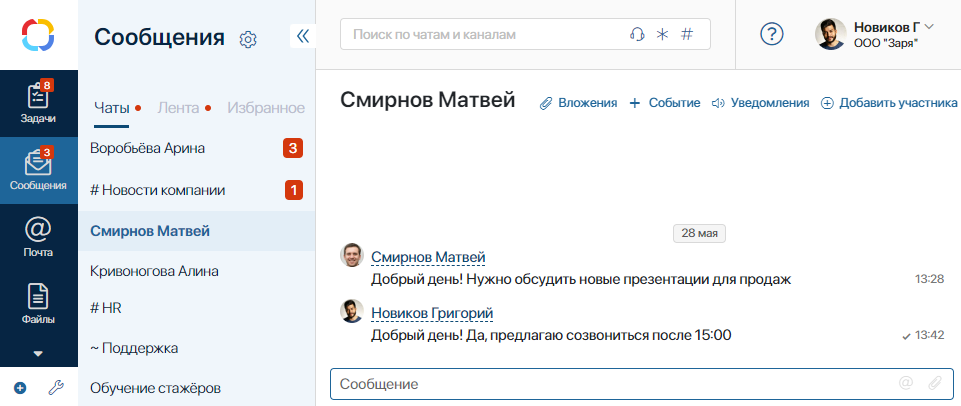 8
Задачи
3
Сообщения
@
Почта
Файлы
Сообщения
Чаты Лента Избранное
Воробьёва Арина 3
# Новости компании 1
Смирнов Матвей
Кривоногова Алина
# HR
~ Поддержка
Обучение стажёров
Поиск по чатам и каналам
?
Новиков Г
ООО "Заря"
Смирнов Матвей
Вложения + Событие Уведомления Добавить участника
28 мая
Смирнов Матвей
Добрый день! Нужно обсудить новые презентации для продаж 13:28
Новиков Григорий
Добрый день! Да, предлагаю созвониться после 15:00 13:42
Сообщение @